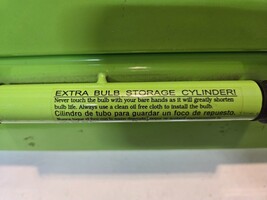 EXTRA BULB STORAGE CYLINDER!
Never touch the bulb with your bare hands as it will greatly shorten
bulb life. Always use a clean oil free cloth to install the bulb.
Cilindro de tubo para guardar un foco de repuesto.